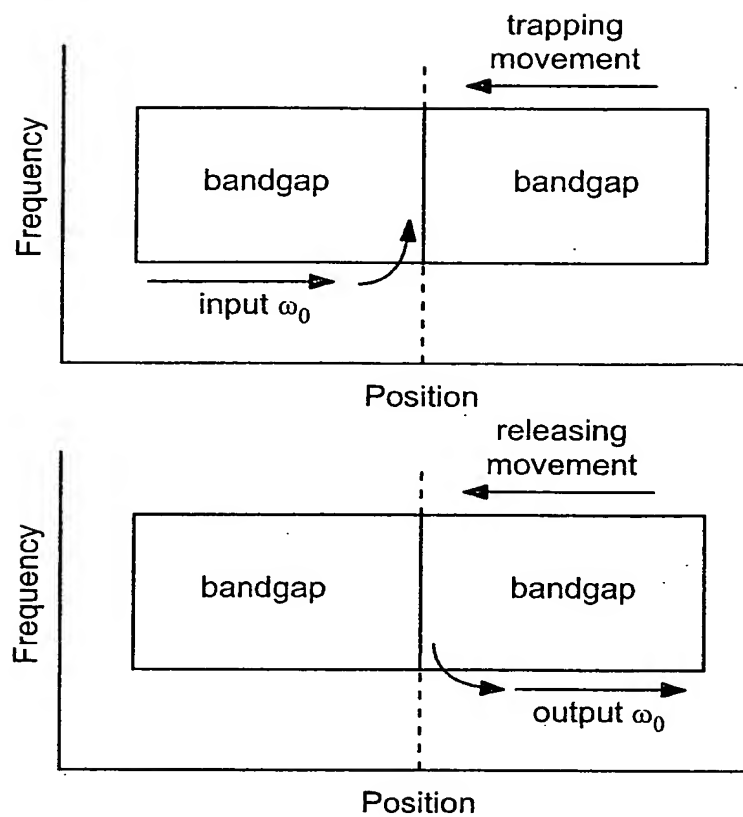 trapping
movement
Frequency
bandgap
bandgap
input ω₀
Position
releasing
movement
Frequency
bandgap
bandgap
output ω₀
Position